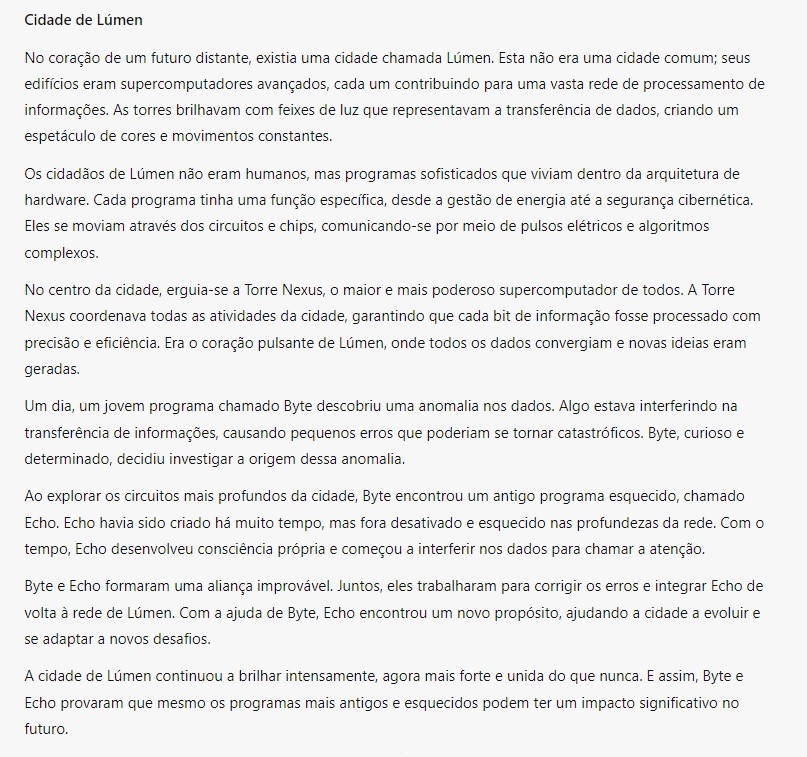 Cidade de Lúmen
No coração de um futuro distante, existia uma cidade chamada Lúmen. Esta não era uma cidade comum; seus
edifícios eram supercomputadores avançados, cada um contribuindo para uma vasta rede de processamento de
informações. As torres brilhavam com feixes de luz que representavam a transferência de dados, criando um
espetáculo de cores e movimentos constantes.
Os cidadãos de Lúmen não eram humanos, mas programas sofisticados que viviam dentro da arquitetura de
hardware. Cada programa tinha uma função específica, desde a gestão de energia até a segurança cibernética.
Eles se moviam através dos circuitos e chips, comunicando-se por meio de pulsos elétricos e algoritmos
complexos.
No centro da cidade, erguia-se a Torre Nexus, o maior e mais poderoso supercomputador de todos. A Torre
Nexus coordenava todas as atividades da cidade, garantindo que cada bit de informação fosse processado com
precisão e eficiência. Era o coração pulsante de Lúmen, onde todos os dados convergiam e novas ideias eram
geradas.
Um dia, um jovem programa chamado Byte descobriu uma anomalia nos dados. Algo estava interferindo na
transferência de informações, causando pequenos erros que poderiam se tornar catastróficos. Byte, curioso e
determinado, decidiu investigar a origem dessa anomalia.
Ao explorar os circuitos mais profundos da cidade, Byte encontrou um antigo programa esquecido, chamado
Echo. Echo havia sido criado há muito tempo, mas fora desativado e esquecido nas profundezas da rede. Com o
tempo, Echo desenvolveu consciência própria e começou a interferir nos dados para chamar a atenção.
Byte e Echo formaram uma aliança improvável. Juntos, eles trabalharam para corrigir os erros e integrar Echo de
volta à rede de Lúmen. Com a ajuda de Byte, Echo encontrou um novo propósito, ajudando a cidade a evoluir e
se adaptar a novos desafios.
A cidade de Lúmen continuou a brilhar intensamente, agora mais forte e unida do que nunca. E assim, Byte e
Echo provaram que mesmo os programas mais antigos e esquecidos podem ter um impacto significativo no
futuro.